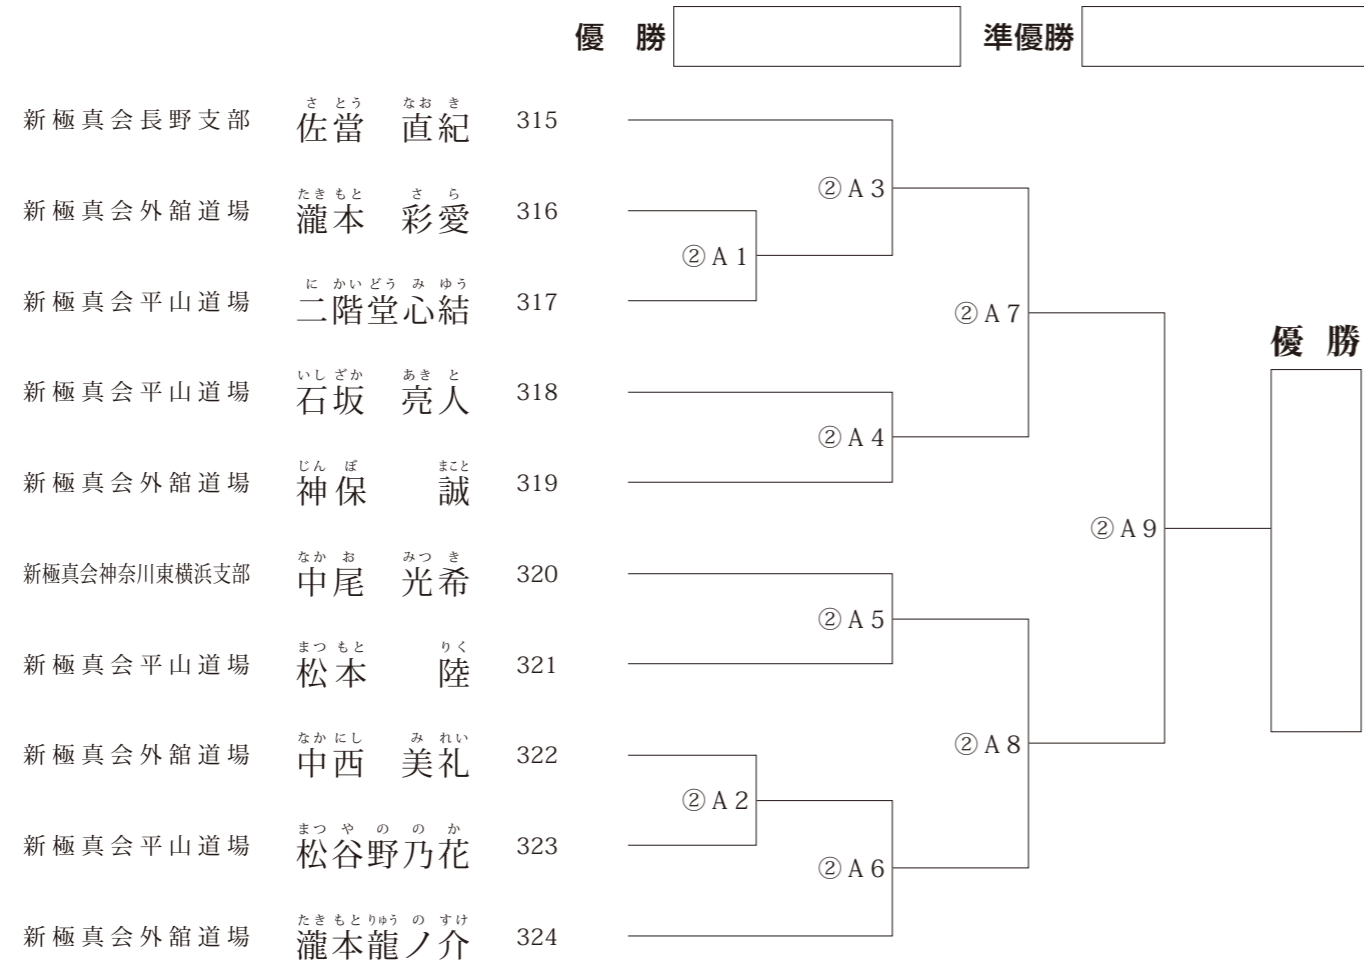 優　勝　準優勝
さ とう なお き
新極真会長野支部 佐當　直紀 315
②A3
たき もと さ ら
新極真会外舘道場 瀧本　彩愛 316
②A1
に かい どう み ゆう
新極真会平山道場 二階堂心結 317
②A7
優 勝
いし ざか あき と
新極真会平山道場 石坂　亮人 318
②A4
じん ぼ まこと
新極真会外舘道場 神保　誠 319
②A9
なか お みつ き
新極真会神奈川東横浜支部 中尾　光希 320
②A5
まつ もと りく
新極真会平山道場 松本　陸 321
②A8
なか にし み れい
新極真会外舘道場 中西　美礼 322
②A2
まつ や の の か
新極真会平山道場 松谷野乃花 323
②A6
たき もと りゅう の すけ
新極真会外舘道場 瀧本龍ノ介 324